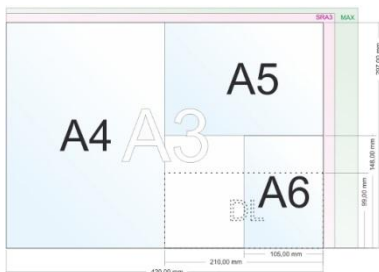 SRA3 MAX
A5
A4 A3
A6
DL
297,00 mm
148,00 mm
99,00 mm
105,00 mm
210,00 mm
420,00 mm